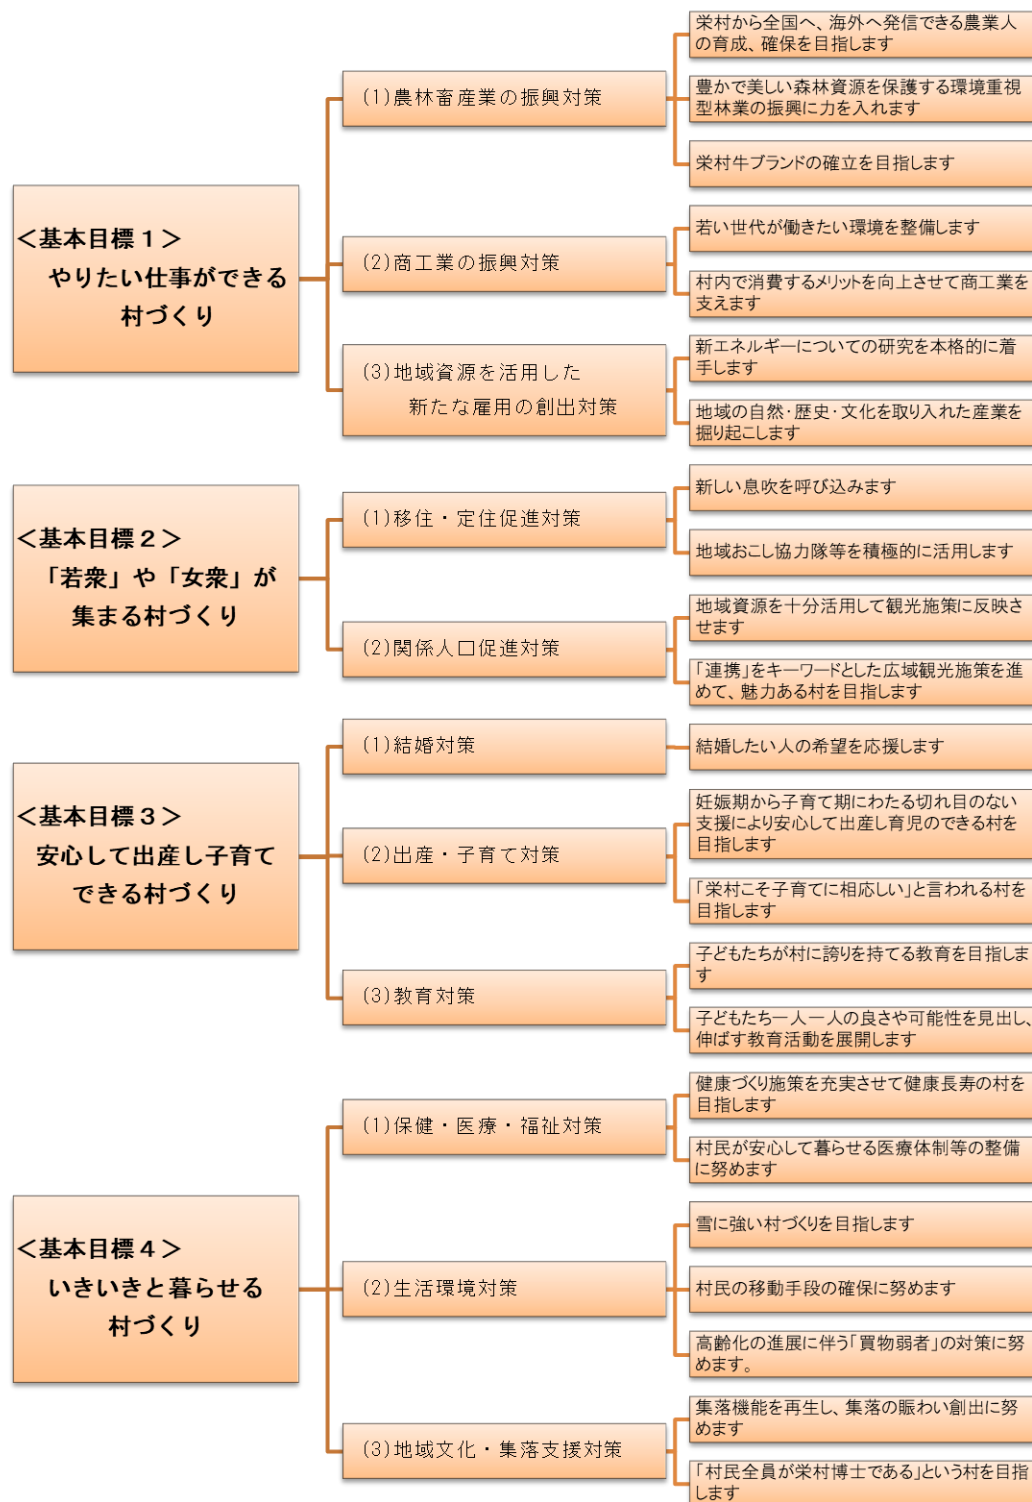 ＜基本目標１＞
やりたい仕事ができる
村づくり
(1)農林畜産業の振興対策
栄村から全国へ、海外へ発信できる農業人
の育成、確保を目指します
豊かで美しい森林資源を保護する環境重視
型林業の振興に力を入れます
栄村牛ブランドの確立を目指します
(2)商工業の振興対策
若い世代が働きたい環境を整備します
村内で消費するメリットを向上させて商工業を
支えます
(3)地域資源を活用した
新たな雇用の創出対策
新エネルギーについての研究を本格的に着
手します
地域の自然･歴史･文化を取り入れた産業を
掘り起こします
＜基本目標２＞
「若衆」や「女衆」が
集まる村づくり
(1)移住・定住促進対策
新しい息吹を呼び込みます
地域おこし協力隊等を積極的に活用します
(2)関係人口促進対策
地域資源を十分活用して観光施策に反映さ
せます
「連携」をキーワードとした広域観光施策を進
めて、魅力ある村を目指します
＜基本目標３＞
安心して出産し子育て
できる村づくり
(1)結婚対策
結婚したい人の希望を応援します
(2)出産・子育て対策
妊娠期から子育て期にわたる切れ目のない
支援により安心して出産し育児のできる村を
目指します
「栄村こそ子育てに相応しい」と言われる村を
目指します
(3)教育対策
子どもたちが村に誇りを持てる教育を目指しま
す
子どもたち一人一人の良さや可能性を見出し、
伸ばす教育活動を展開します
＜基本目標４＞
いきいきと暮らせる
村づくり
(1)保健・医療・福祉対策
健康づくり施策を充実させて健康長寿の村を
目指します
村民が安心して暮らせる医療体制等の整備
に努めます
(2)生活環境対策
雪に強い村づくりを目指します
村民の移動手段の確保に努めます
高齢化の進展に伴う「買物弱者」の対策に努
めます。
(3)地域文化・集落支援対策
集落機能を再生し、集落の賑わい創出に努
めます
「村民全員が栄村博士である」という村を目指
します